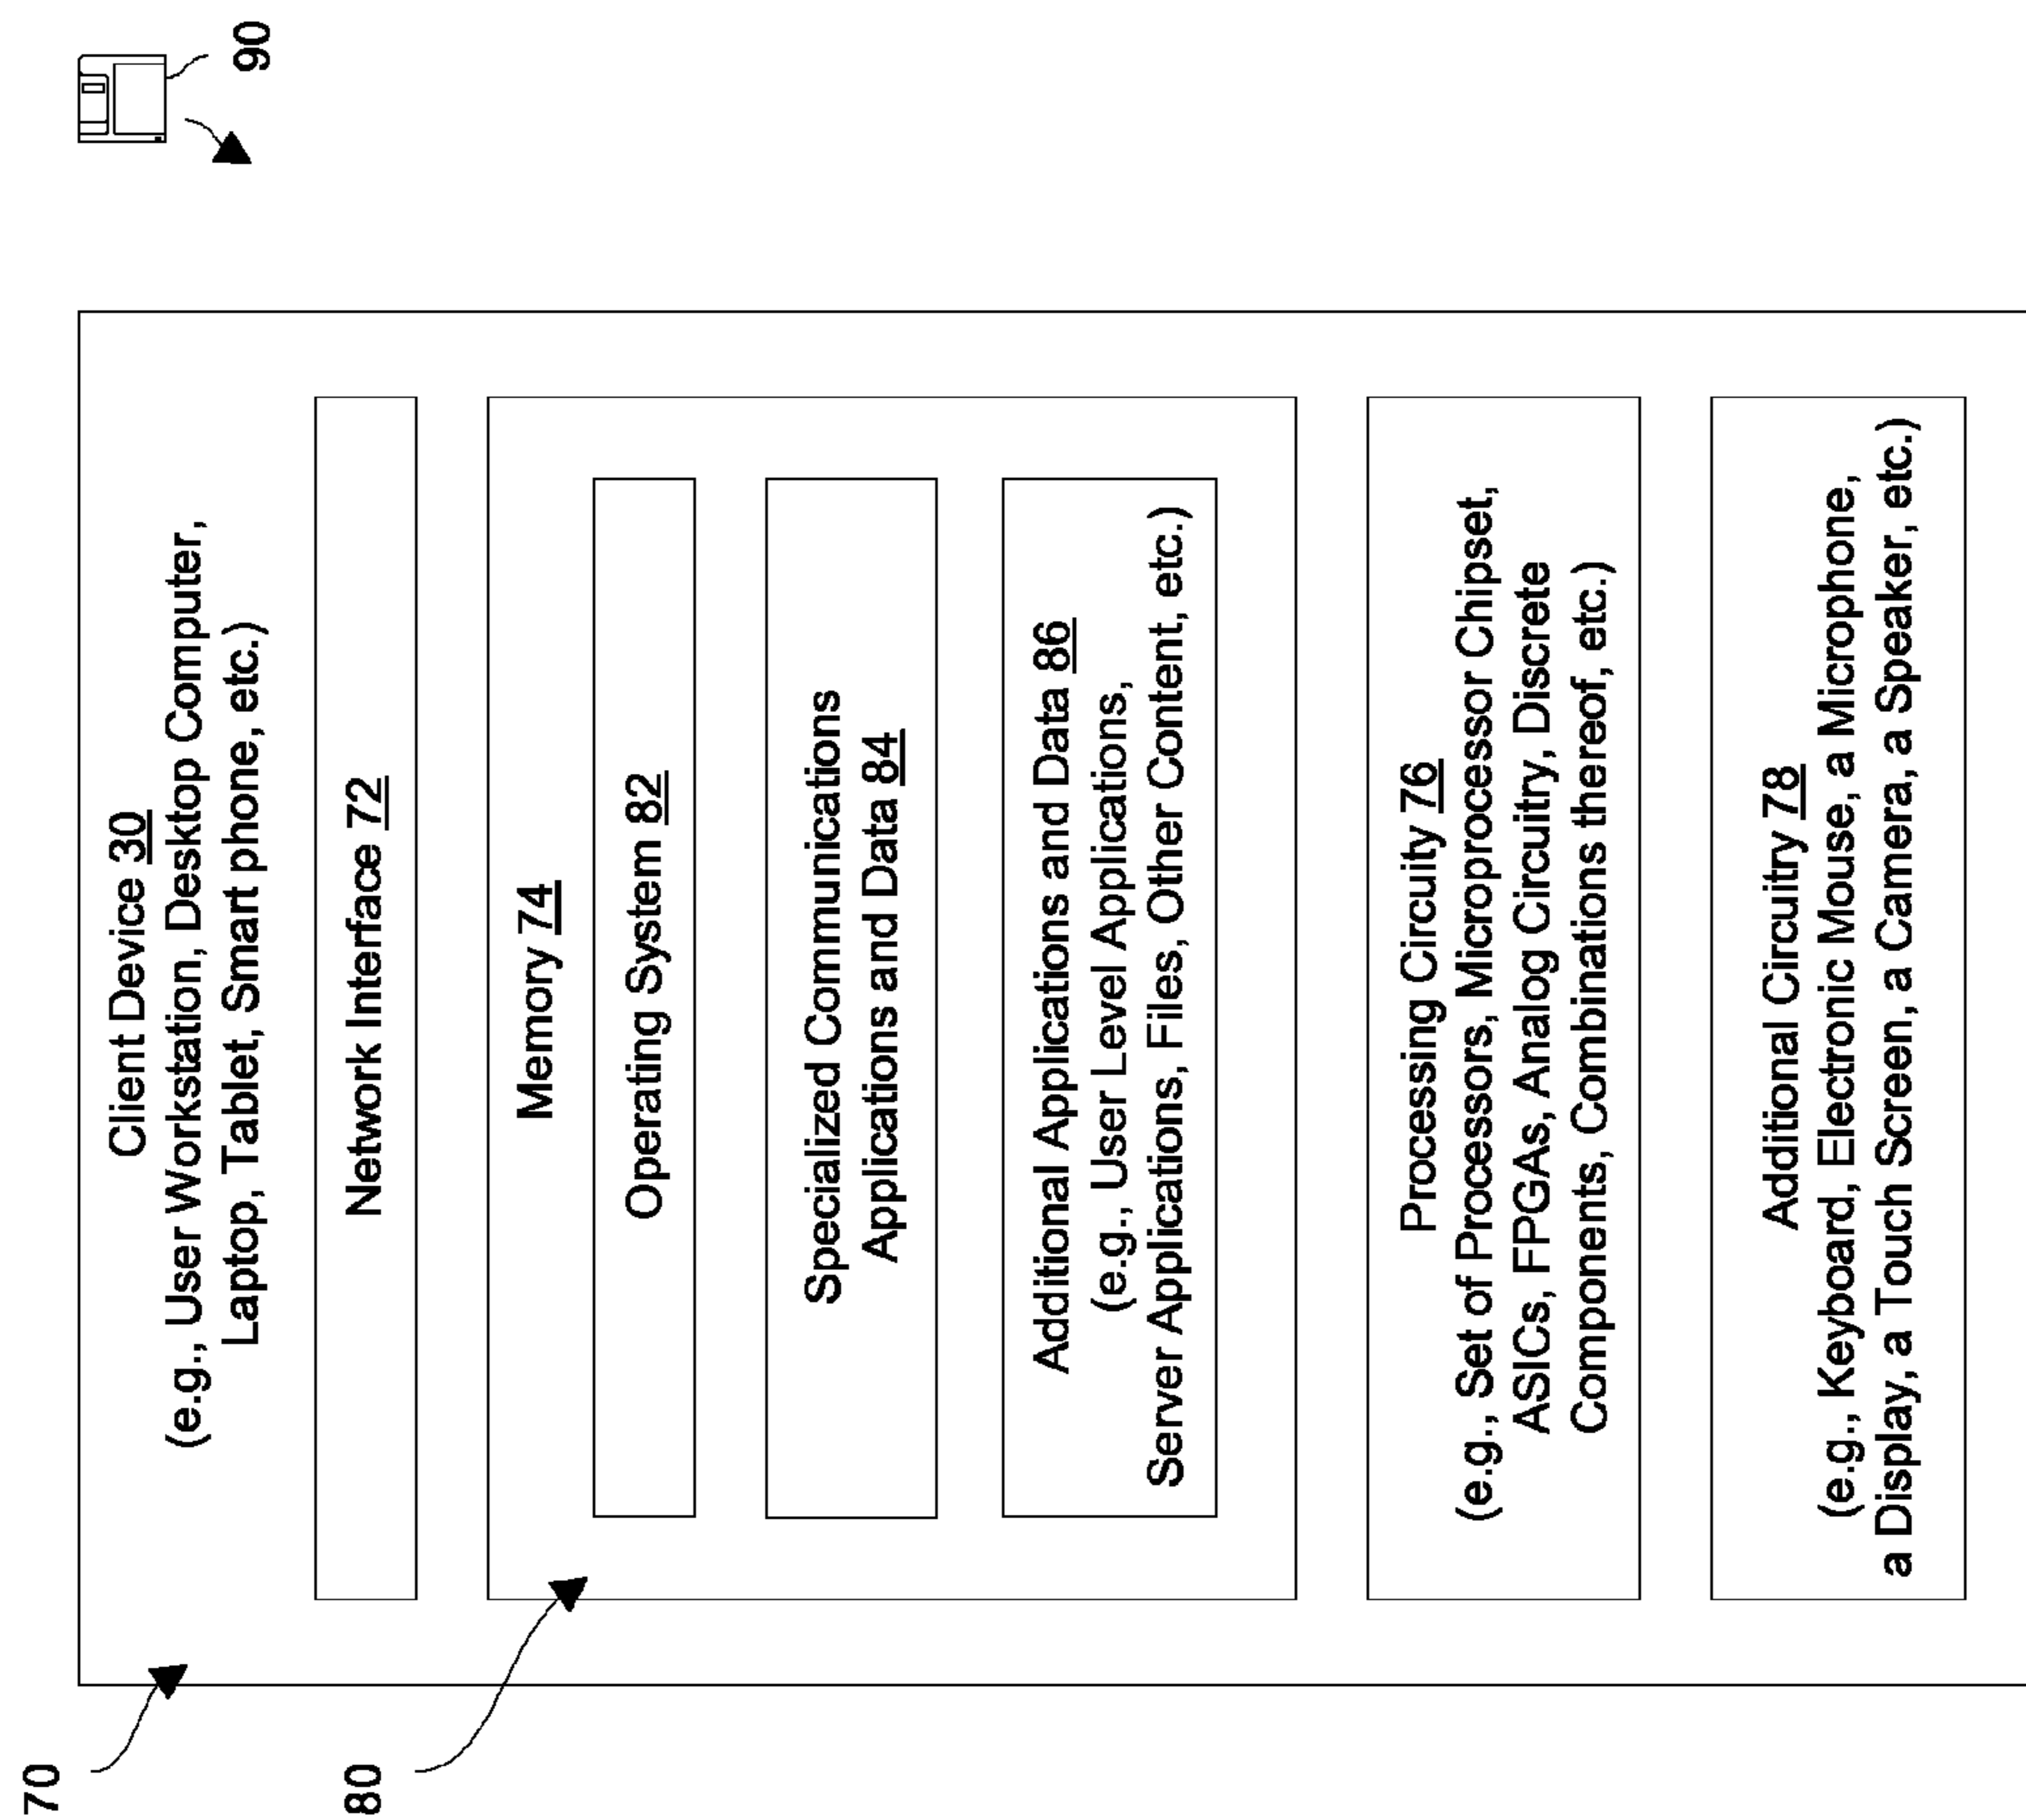 70
80
90
Client Device 30
(e.g., User Workstation, Desktop Computer,
Laptop, Tablet, Smart phone, etc.)
Network Interface 72
Memory 74
Operating System 82
Specialized Communications
Applications and Data 84
Additional Applications and Data 86
(e.g., User Level Applications,
Server Applications, Files, Other Content, etc.)
Processing Circuity 76
(e.g., Set of Processors, Microprocessor Chipset,
ASICs, FPGAs, Analog Circuitry, Discrete
Components, Combinations thereof, etc.)
Additional Circuitry 78
(e.g., Keyboard, Electronic Mouse, a Microphone,
a Display, a Touch Screen, a Camera, a Speaker, etc.)